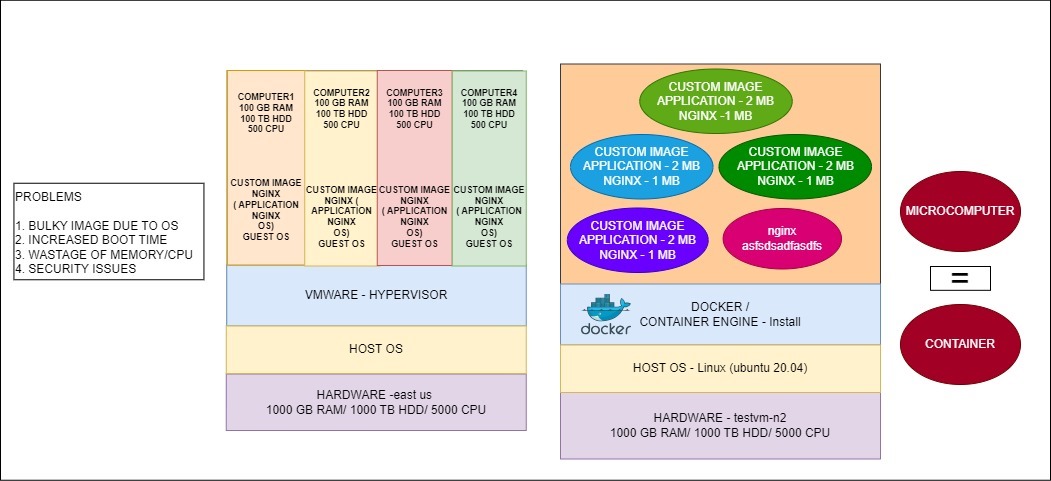 PROBLEMS
1. BULKY IMAGE DUE TO OS
2. INCREASED BOOT TIME
3. WASTAGE OF MEMORY/CPU
4. SECURITY ISSUES
COMPUTER1
100 GB RAM
100 TB HDD
500 CPU
CUSTOM IMAGE
NGINX
( APPLICATION
NGINX
OS)
GUEST OS
COMPUTER2
100 GB RAM
100 TB HDD
500 CPU
CUSTOM IMAGE
NGINX (
APPLICATION
NGINX
OS)
GUEST OS
COMPUTER3
100 GB RAM
100 TB HDD
500 CPU
CUSTOM IMAGE
NGINX
( APPLICATION
NGINX
OS)
GUEST OS
COMPUTER4
100 GB RAM
100 TB HDD
500 CPU
CUSTOM IMAGE
NGINX
( APPLICATION
NGINX
OS)
GUEST OS
VMWARE - HYPERVISOR
HOST OS
HARDWARE -east us
1000 GB RAM/ 1000 TB HDD/ 5000 CPU
CUSTOM IMAGE
APPLICATION - 2 MB
NGINX -1 MB
CUSTOM IMAGE
APPLICATION - 2 MB
NGINX - 1 MB
CUSTOM IMAGE
APPLICATION - 2 MB
NGINX - 1 MB
CUSTOM IMAGE
APPLICATION - 2 MB
NGINX - 1 MB
nginx
asfsdsadfasdfs
docker
DOCKER /
CONTAINER ENGINE - Install
HOST OS - Linux (ubuntu 20.04)
HARDWARE - testvm-n2
1000 GB RAM/ 1000 TB HDD/ 5000 CPU
MICROCOMPUTER
=
CONTAINER